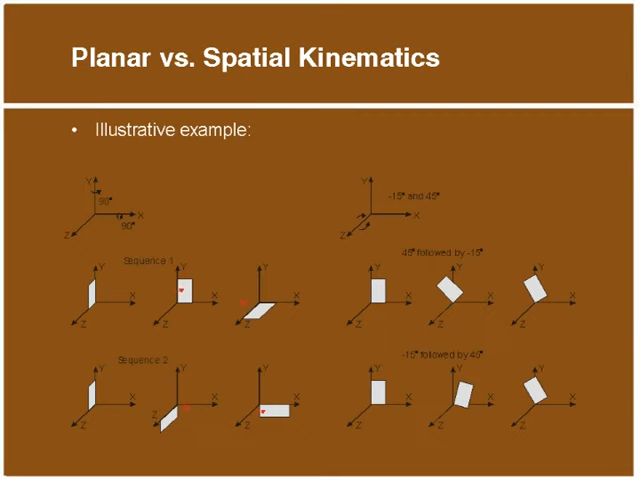 Planar vs. Spatial Kinematics
• Illustrative example:
Y
90°
X
90°
Z
Y
-15° and 45°
X
Z
Sequence 1
Y
X
Z
Y
X
Z
Y
X
Z
45° followed by -15°
Y
X
Z
Y
X
Z
Y
X
Z
Sequence 2
Y
X
Z
Y
X
Z
Y
X
Z
-15° followed by 45°
Y
X
Z
Y
X
Z
Y
X
Z